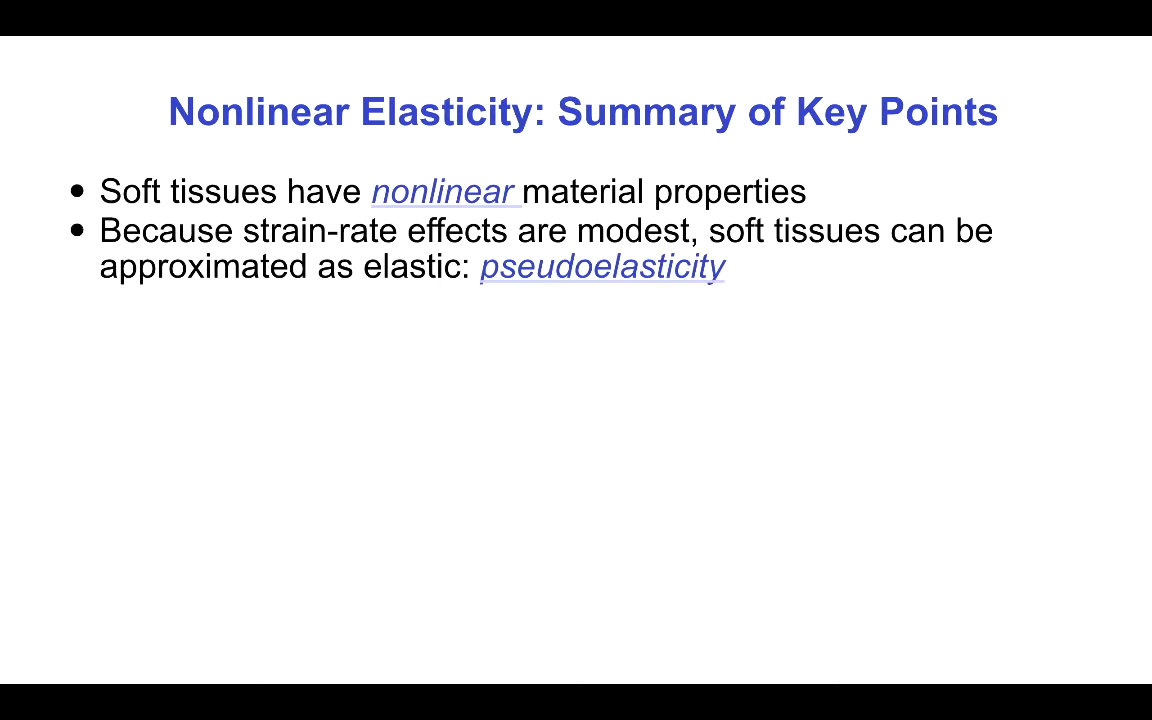 Nonlinear Elasticity: Summary of Key Points
• Soft tissues have nonlinear material properties
• Because strain-rate effects are modest, soft tissues can be
approximated as elastic: pseudoelasticity